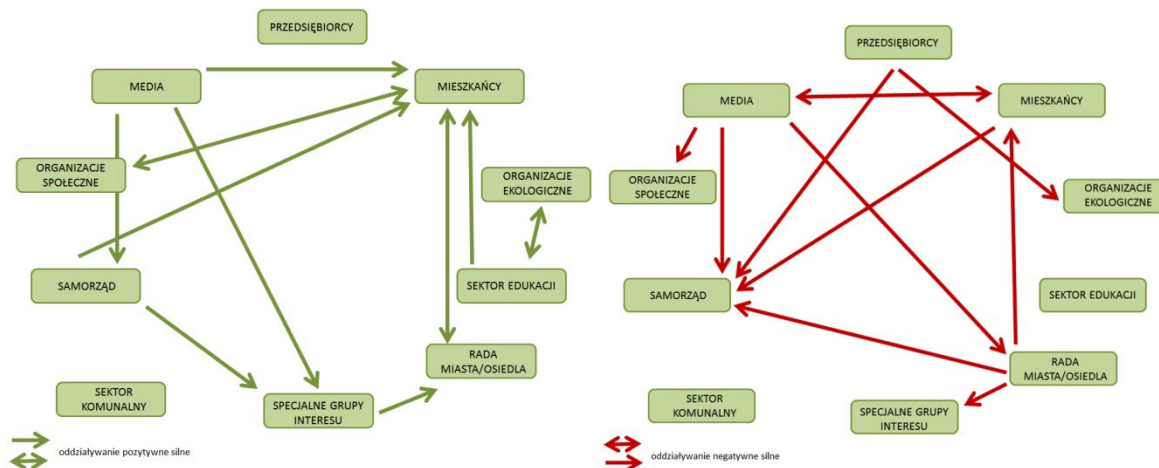 PRZEDSIĘBIORCY
MEDIA
MIESZKAŃCY
ORGANIZACJE
SPOŁECZNE
ORGANIZACJE
EKOLOGICZNE
SAMORZĄD
SEKTOR EDUKACJI
RADA
MIASTA/OSIEDLA
SEKTOR
KOMUNALNY
SPECJALNE GRUPY
INTERESU
oddziaływanie pozytywne silne
PRZEDSIĘBIORCY
MEDIA
MIESZKAŃCY
ORGANIZACJE
SPOŁECZNE
ORGANIZACJE
EKOLOGICZNE
SAMORZĄD
SEKTOR EDUKACJI
RADA
MIASTA/OSIEDLA
SEKTOR
KOMUNALNY
SPECJALNE GRUPY
INTERESU
oddziaływanie negatywne silne